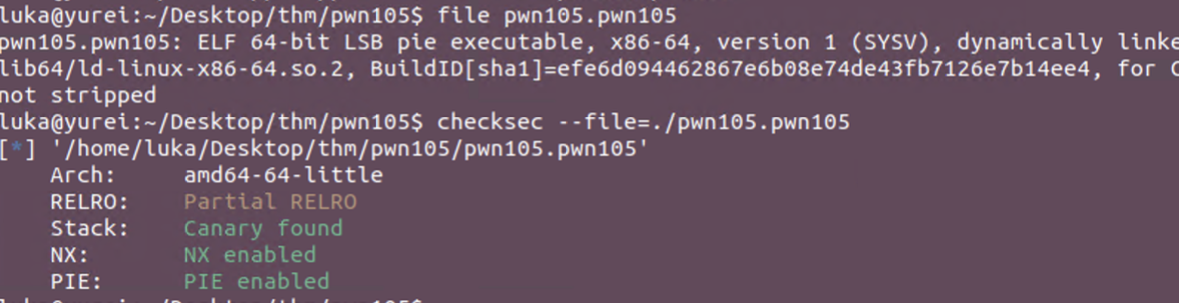 luka@yurei:~/Desktop/thm/pwn105$ file pwn105.pwn105
pwn105.pwn105: ELF 64-bit LSB pie executable, x86-64, version 1 (SYSV), dynamically linke
lib64/ld-linux-x86-64.so.2, BuildID[sha1]=efe6d094462867e6b08e74de43fb7126e7b14ee4, for G
not stripped
luka@yurei:~/Desktop/thm/pwn105$ checksec --file=./pwn105.pwn105
[*] '/home/luka/Desktop/thm/pwn105/pwn105.pwn105'
Arch: amd64-64-little
RELRO: Partial RELRO
Stack: Canary found
NX: NX enabled
PIE: PIE enabled